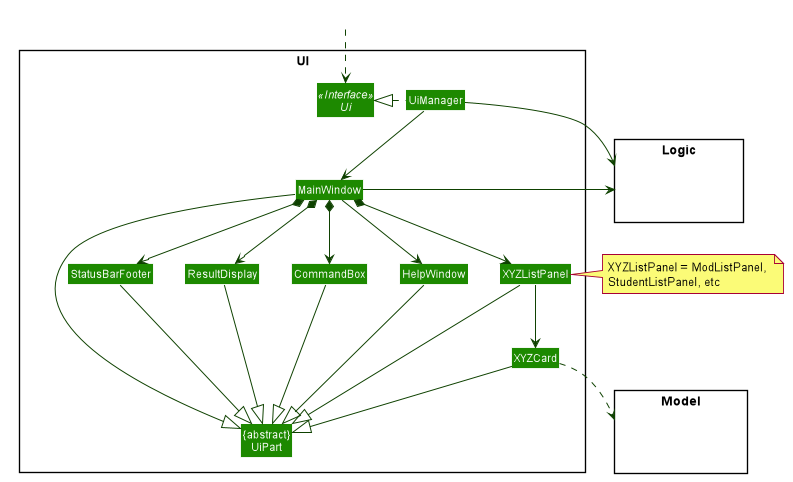 UI
«Interface»
Ui
UiManager
Logic
MainWindow
StatusBarFooter
ResultDisplay
CommandBox
HelpWindow
XYZListPanel
XYZListPanel = ModListPanel,
StudentListPanel, etc
XYZCard
Model
{abstract}
UiPart